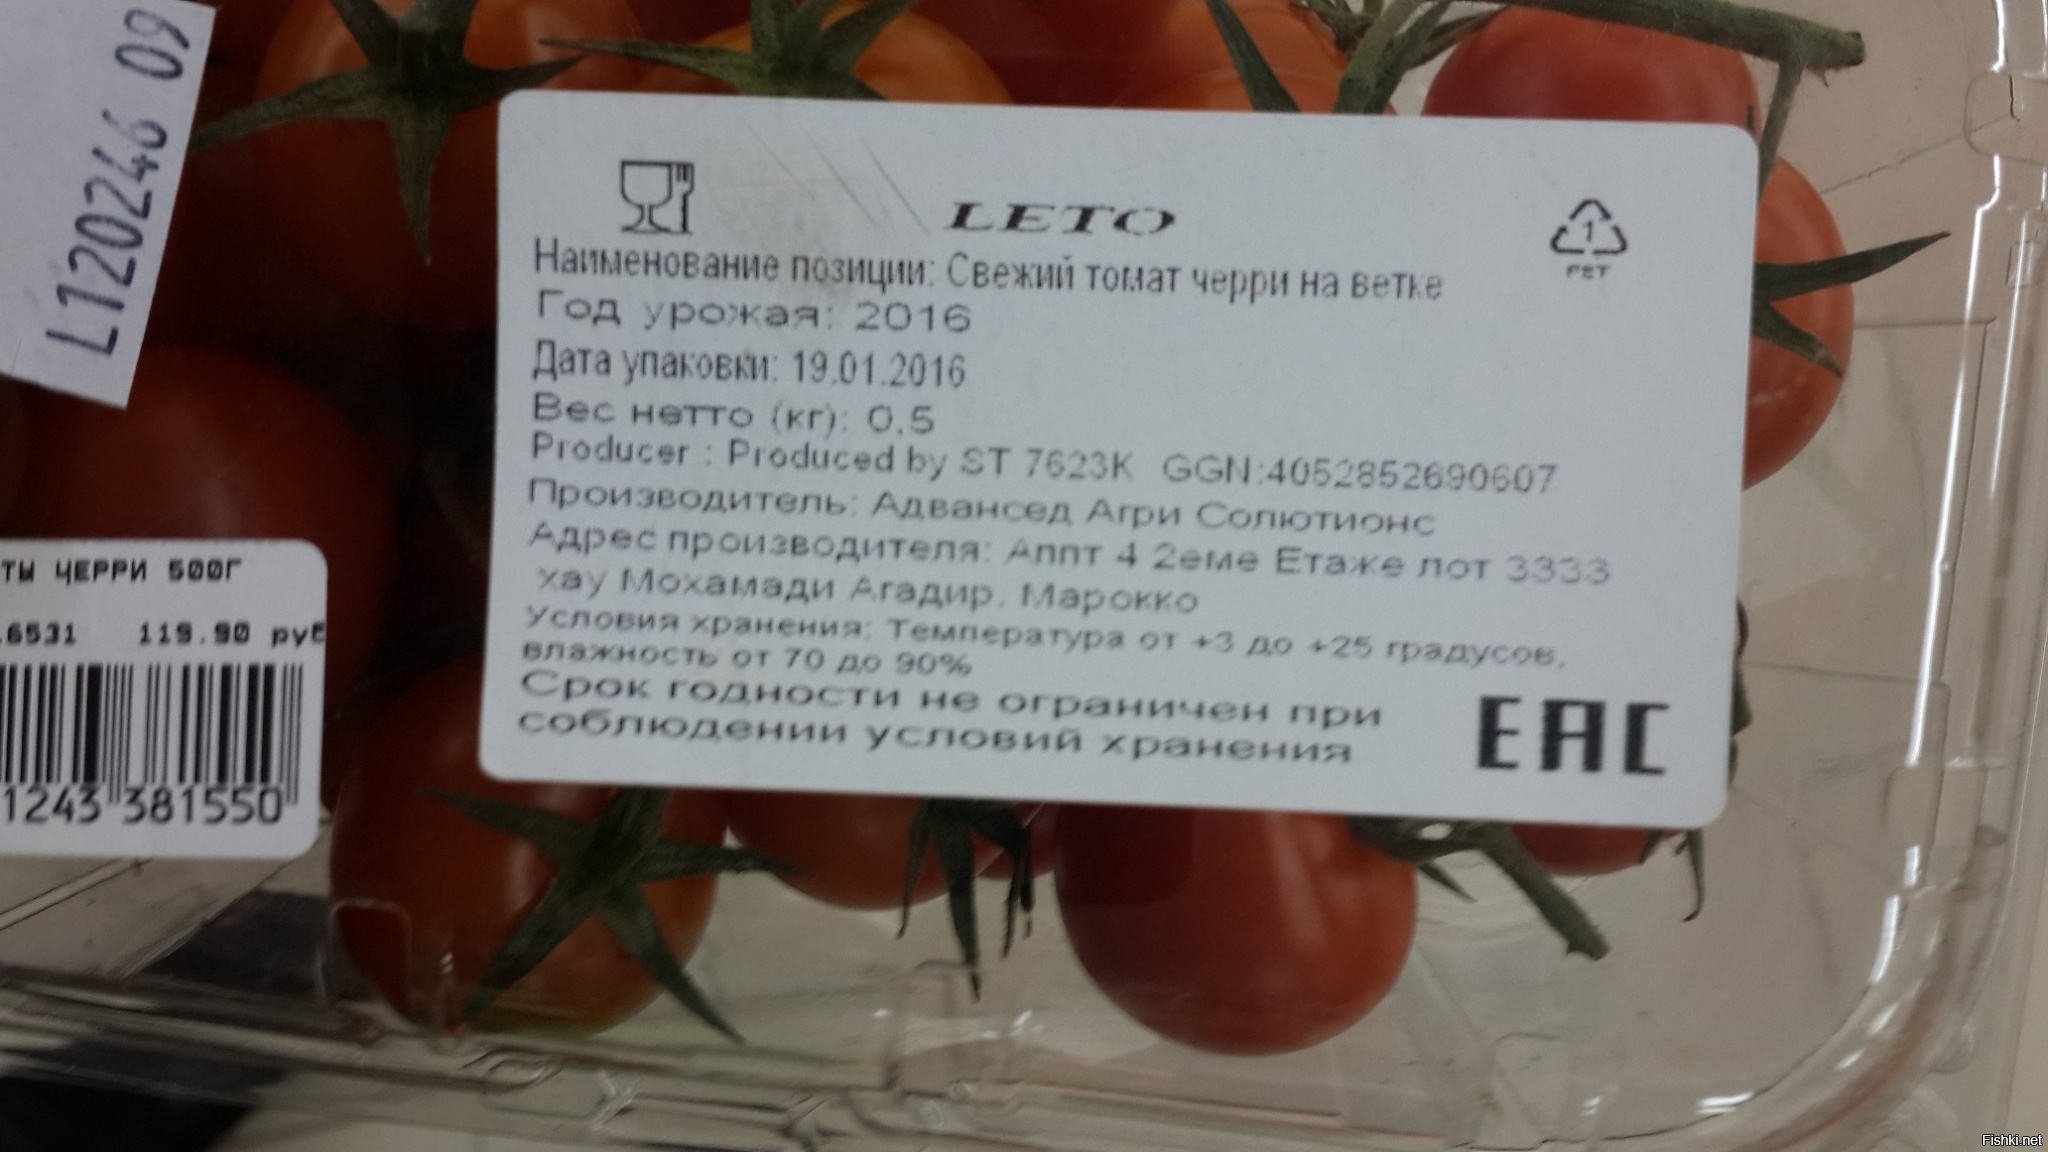 L120246 09
LETO
1
PET
Наименование позиции: Свежий томат черри на ветке
Год урожая: 2016
Дата упаковки: 19.01.2016
Вес нетто (кг): 0,5
Producer : Produced by ST 7623K GGN:4052852690607
Производитель: Адвансед Агри Солютионс
Адрес производителя: Аппт 4 2еме Етаже лот 3333
хау Мохамади Агадир, Марокко
Условия хранения: Температура от +3 до +25 градусов,
влажность от 70 до 90%
Срок годности не ограничен при
соблюдении условий хранения
EAC
ТЫ ЧЕРРИ 500Г
6531 119.90 руб
1243 381550
Fishki.net